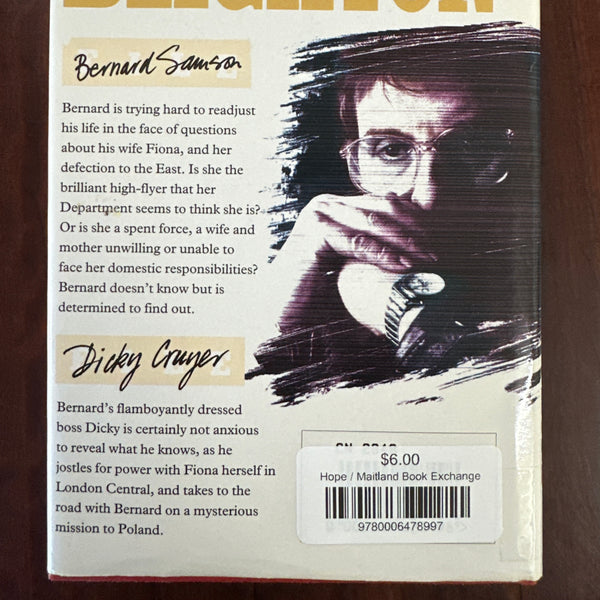 DEIGHTON
Bernard Samson
Bernard is trying hard to readjust
his life in the face of questions
about his wife Fiona, and her
defection to the East. Is she the
brilliant high-flyer that her
Department seems to think she is?
Or is she a spent force, a wife and
mother unwilling or unable to
face her domestic responsibilities?
Bernard doesn't know but is
determined to find out.
Dicky Cruyer
Bernard's flamboyantly dressed
boss Dicky is certainly not anxious
to reveal what he knows, as he
jostles for power with Fiona herself in
London Central, and takes to the
road with Bernard on a mysterious
mission to Poland.
$6.00
Hope / Maitland Book Exchange
9780006478997